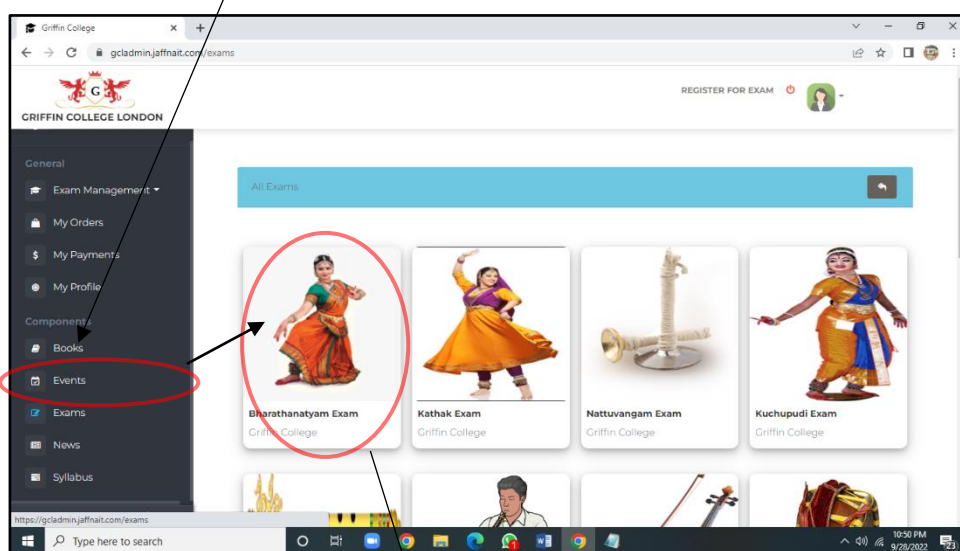 Griffin College
gcladmin.jaffnait.com/exams
G
GRIFFIN COLLEGE LONDON
REGISTER FOR EXAM
General
Exam Management
My Orders
$ My Payments
My Profile
Components
Books
Events
Exams
News
Syllabus
All Exams
Bharathanatyam Exam
Griffin College
Kathak Exam
Griffin College
Nattuvangam Exam
Griffin College
Kuchupudi Exam
Griffin College
https://gcladmin.jaffnait.com/exams
Type here to search
10:50 PM
9/28/2022
23